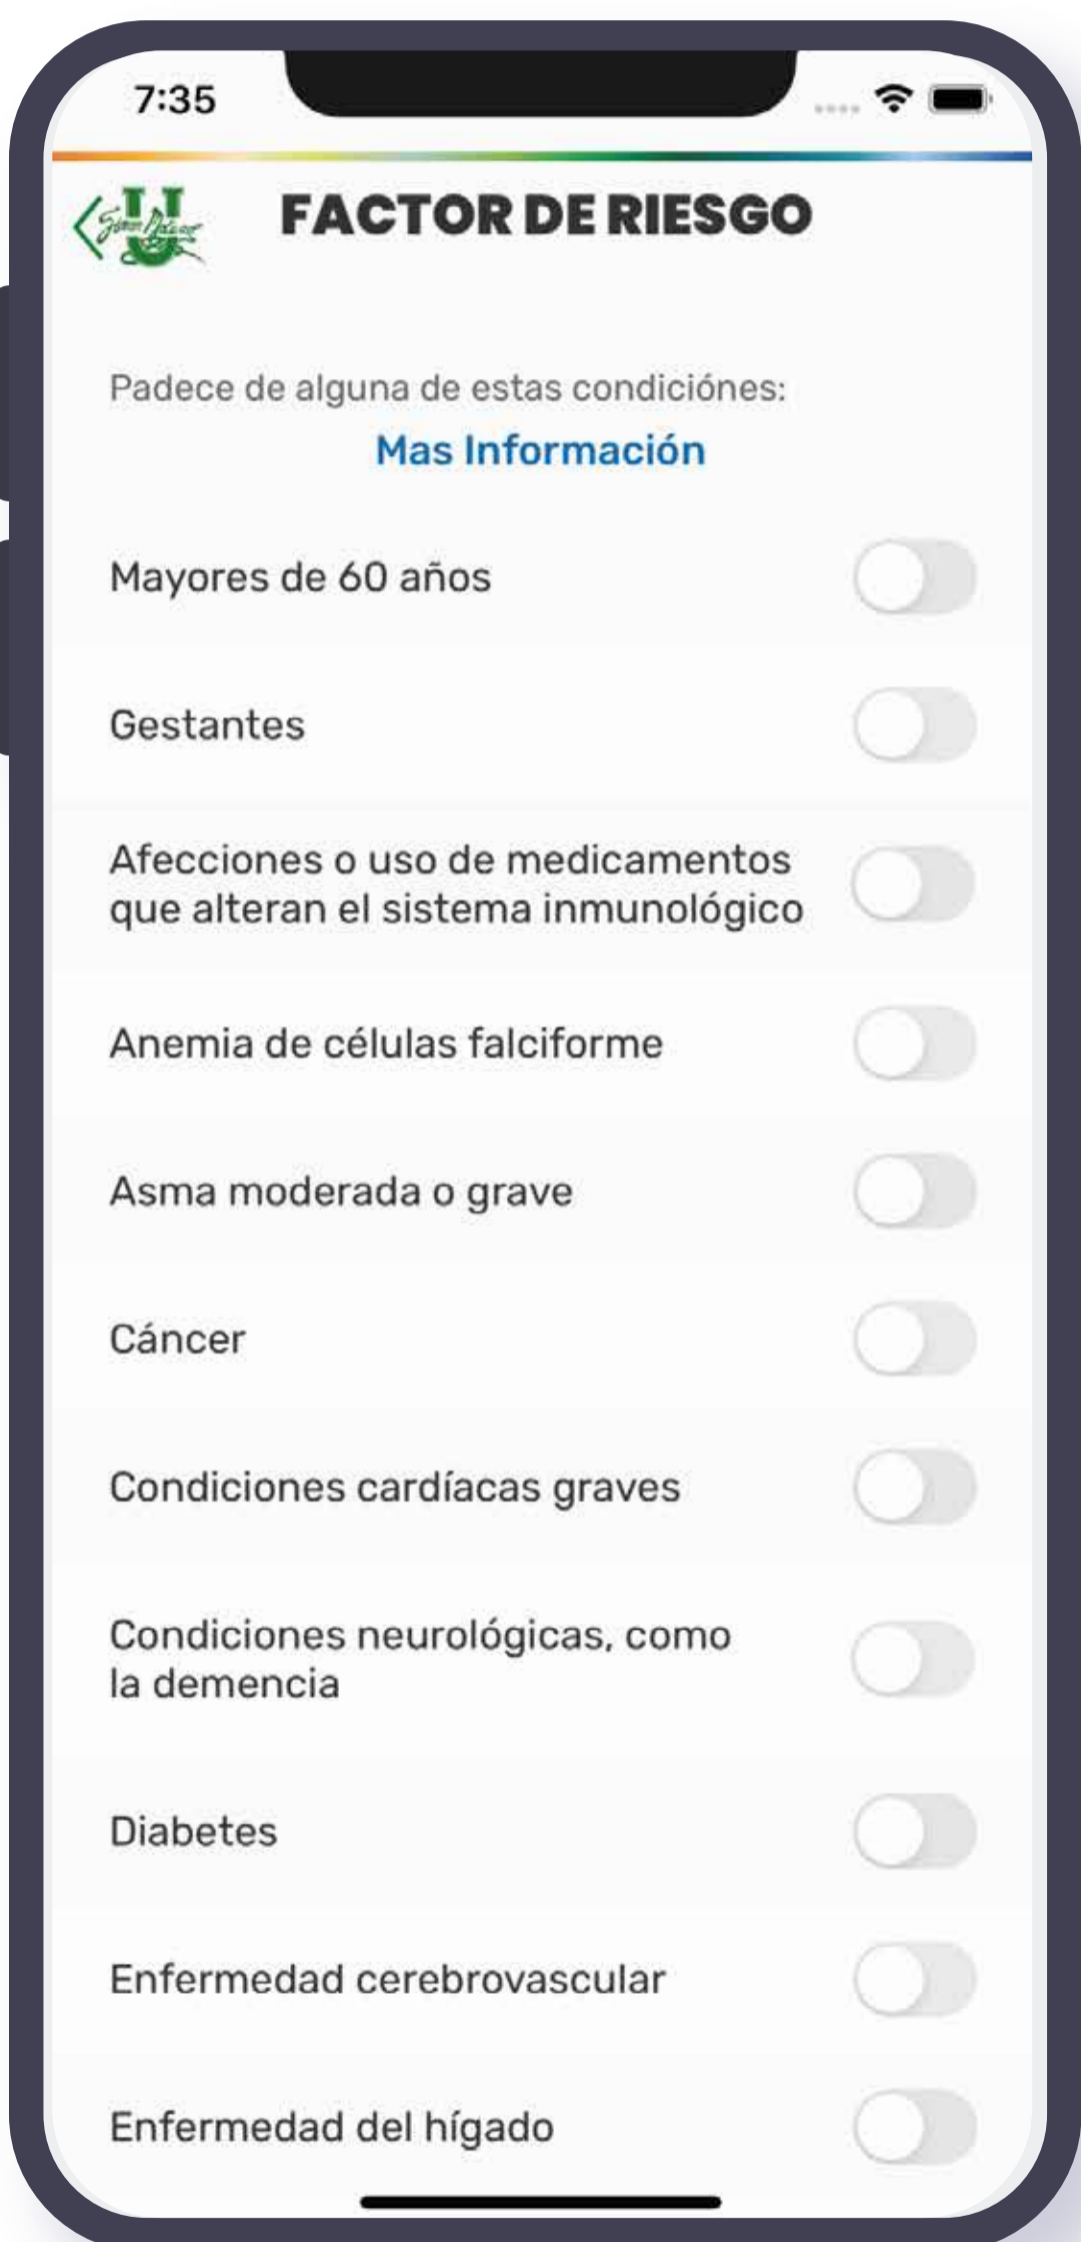 7:35
FACTOR DE RIESGO
Padece de alguna de estas condiciónes:
Mas Información
Mayores de 60 años
Gestantes
Afecciones o uso de medicamentos
que alteran el sistema inmunológico
Anemia de células falciforme
Asma moderada o grave
Cáncer
Condiciones cardíacas graves
Condiciones neurológicas, como
la demencia
Diabetes
Enfermedad cerebrovascular
Enfermedad del hígado